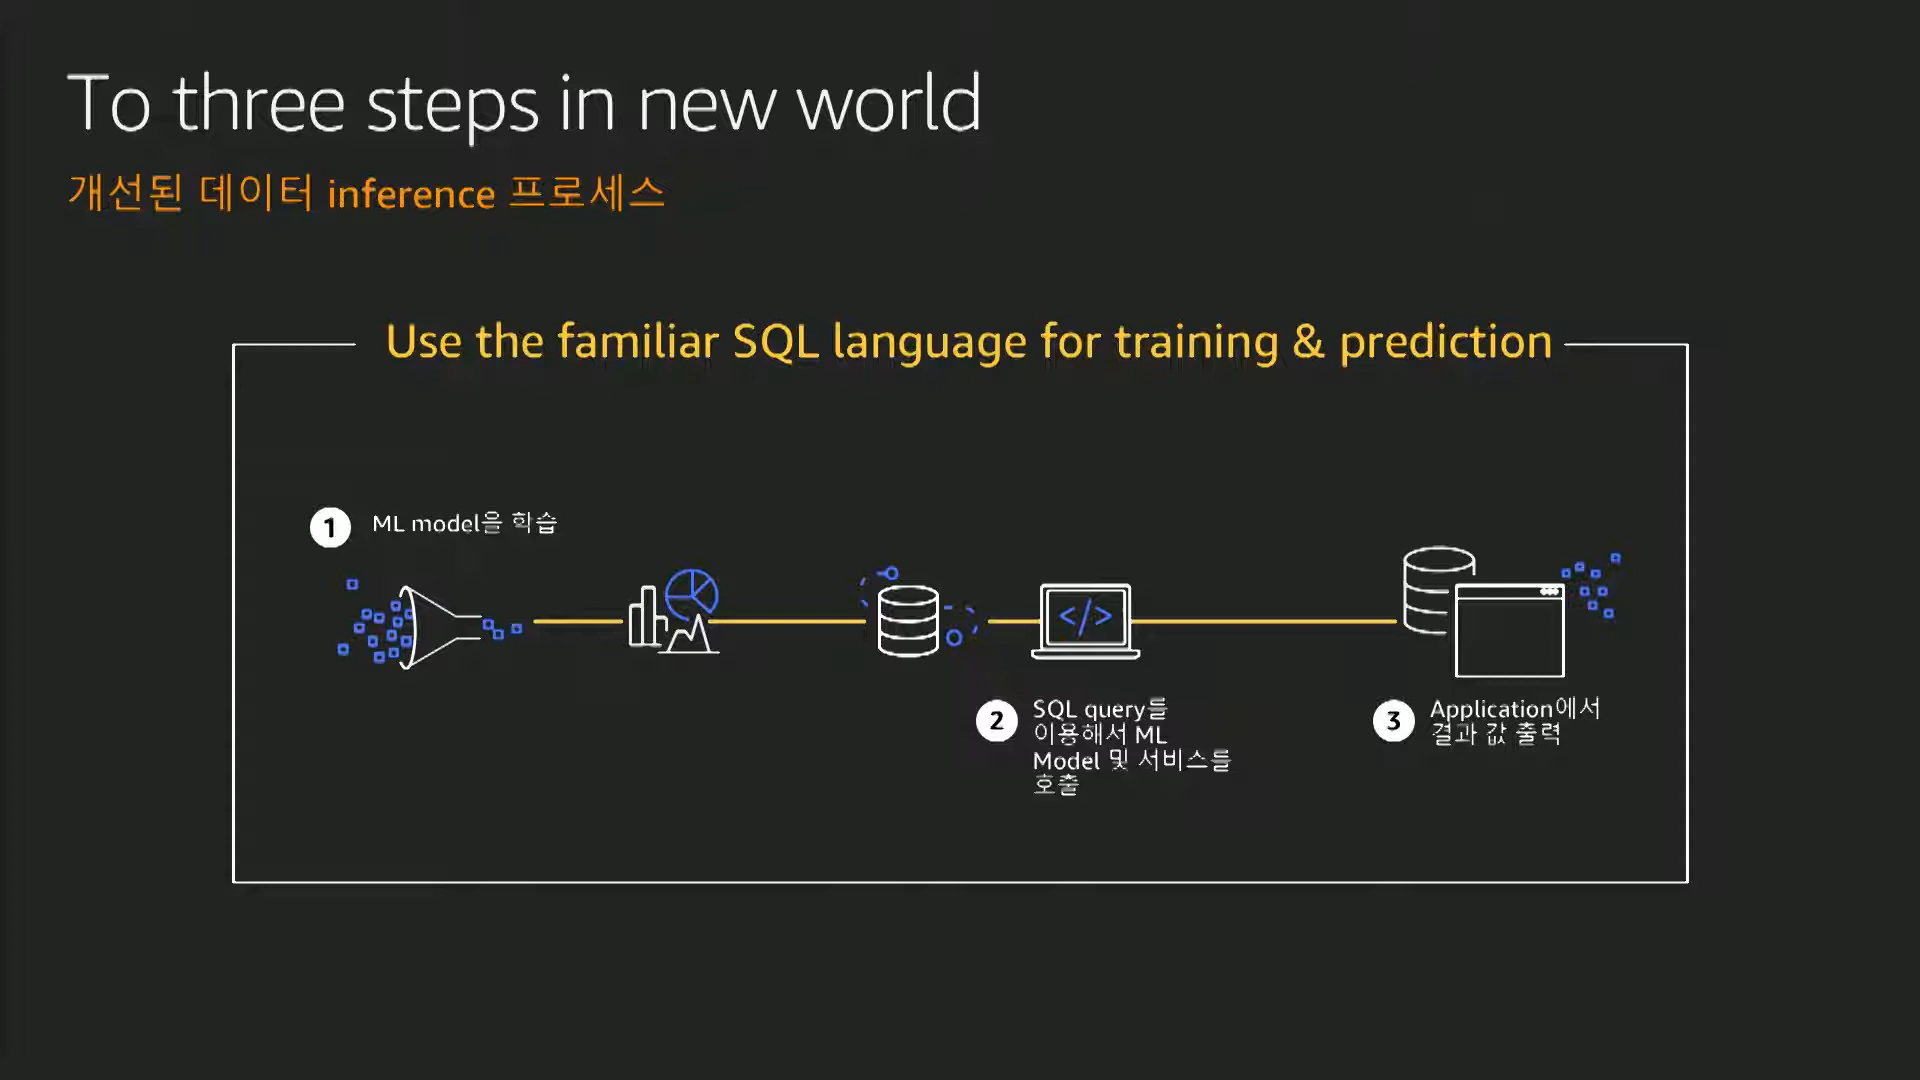 To three steps in new world
개선된 데이터 inference 프로세스
Use the familiar SQL language for training & prediction
1 ML model을 학습
</>
2 SQL query를
이용해서 ML
Model 및 서비스를
호출
3 Application에서
결과 값 출력